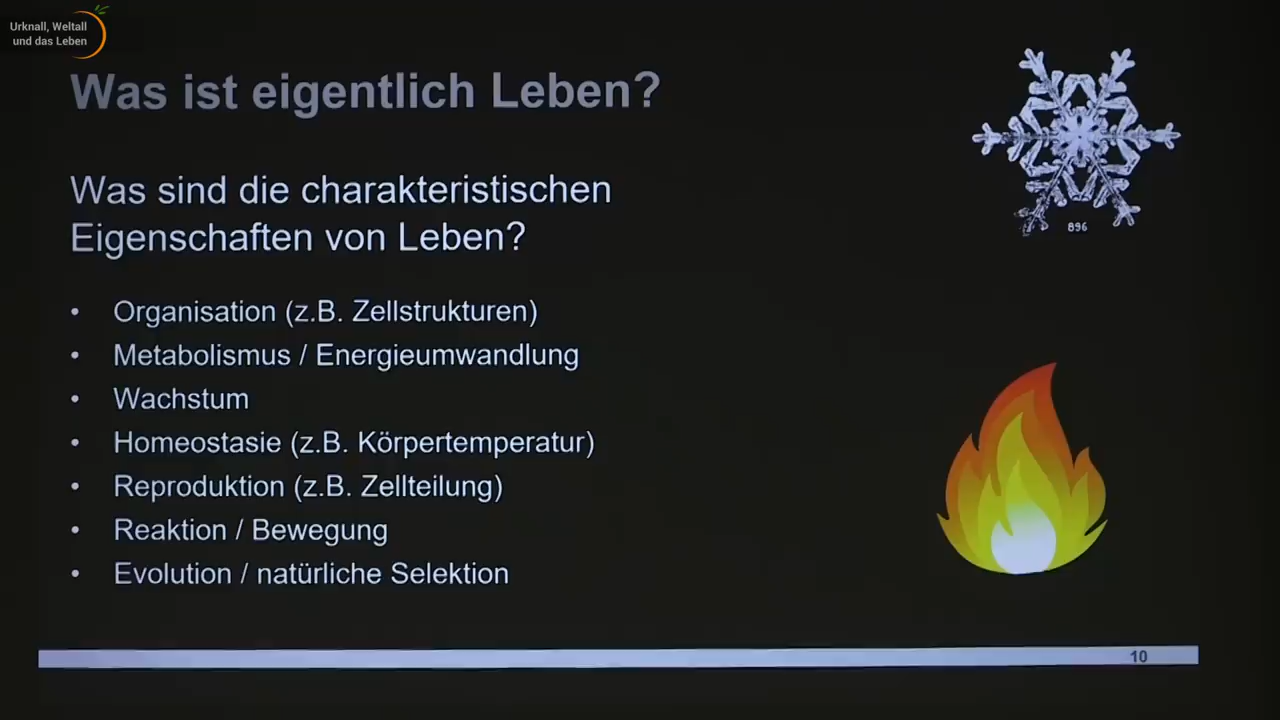 Urknall, Weltall
und das Leben
Was ist eigentlich Leben?
Was sind die charakteristischen
Eigenschaften von Leben?
• Organisation (z.B. Zellstrukturen)
• Metabolismus / Energieumwandlung
• Wachstum
• Homeostasie (z.B. Körpertemperatur)
• Reproduktion (z.B. Zellteilung)
• Reaktion / Bewegung
• Evolution / natürliche Selektion
896
10